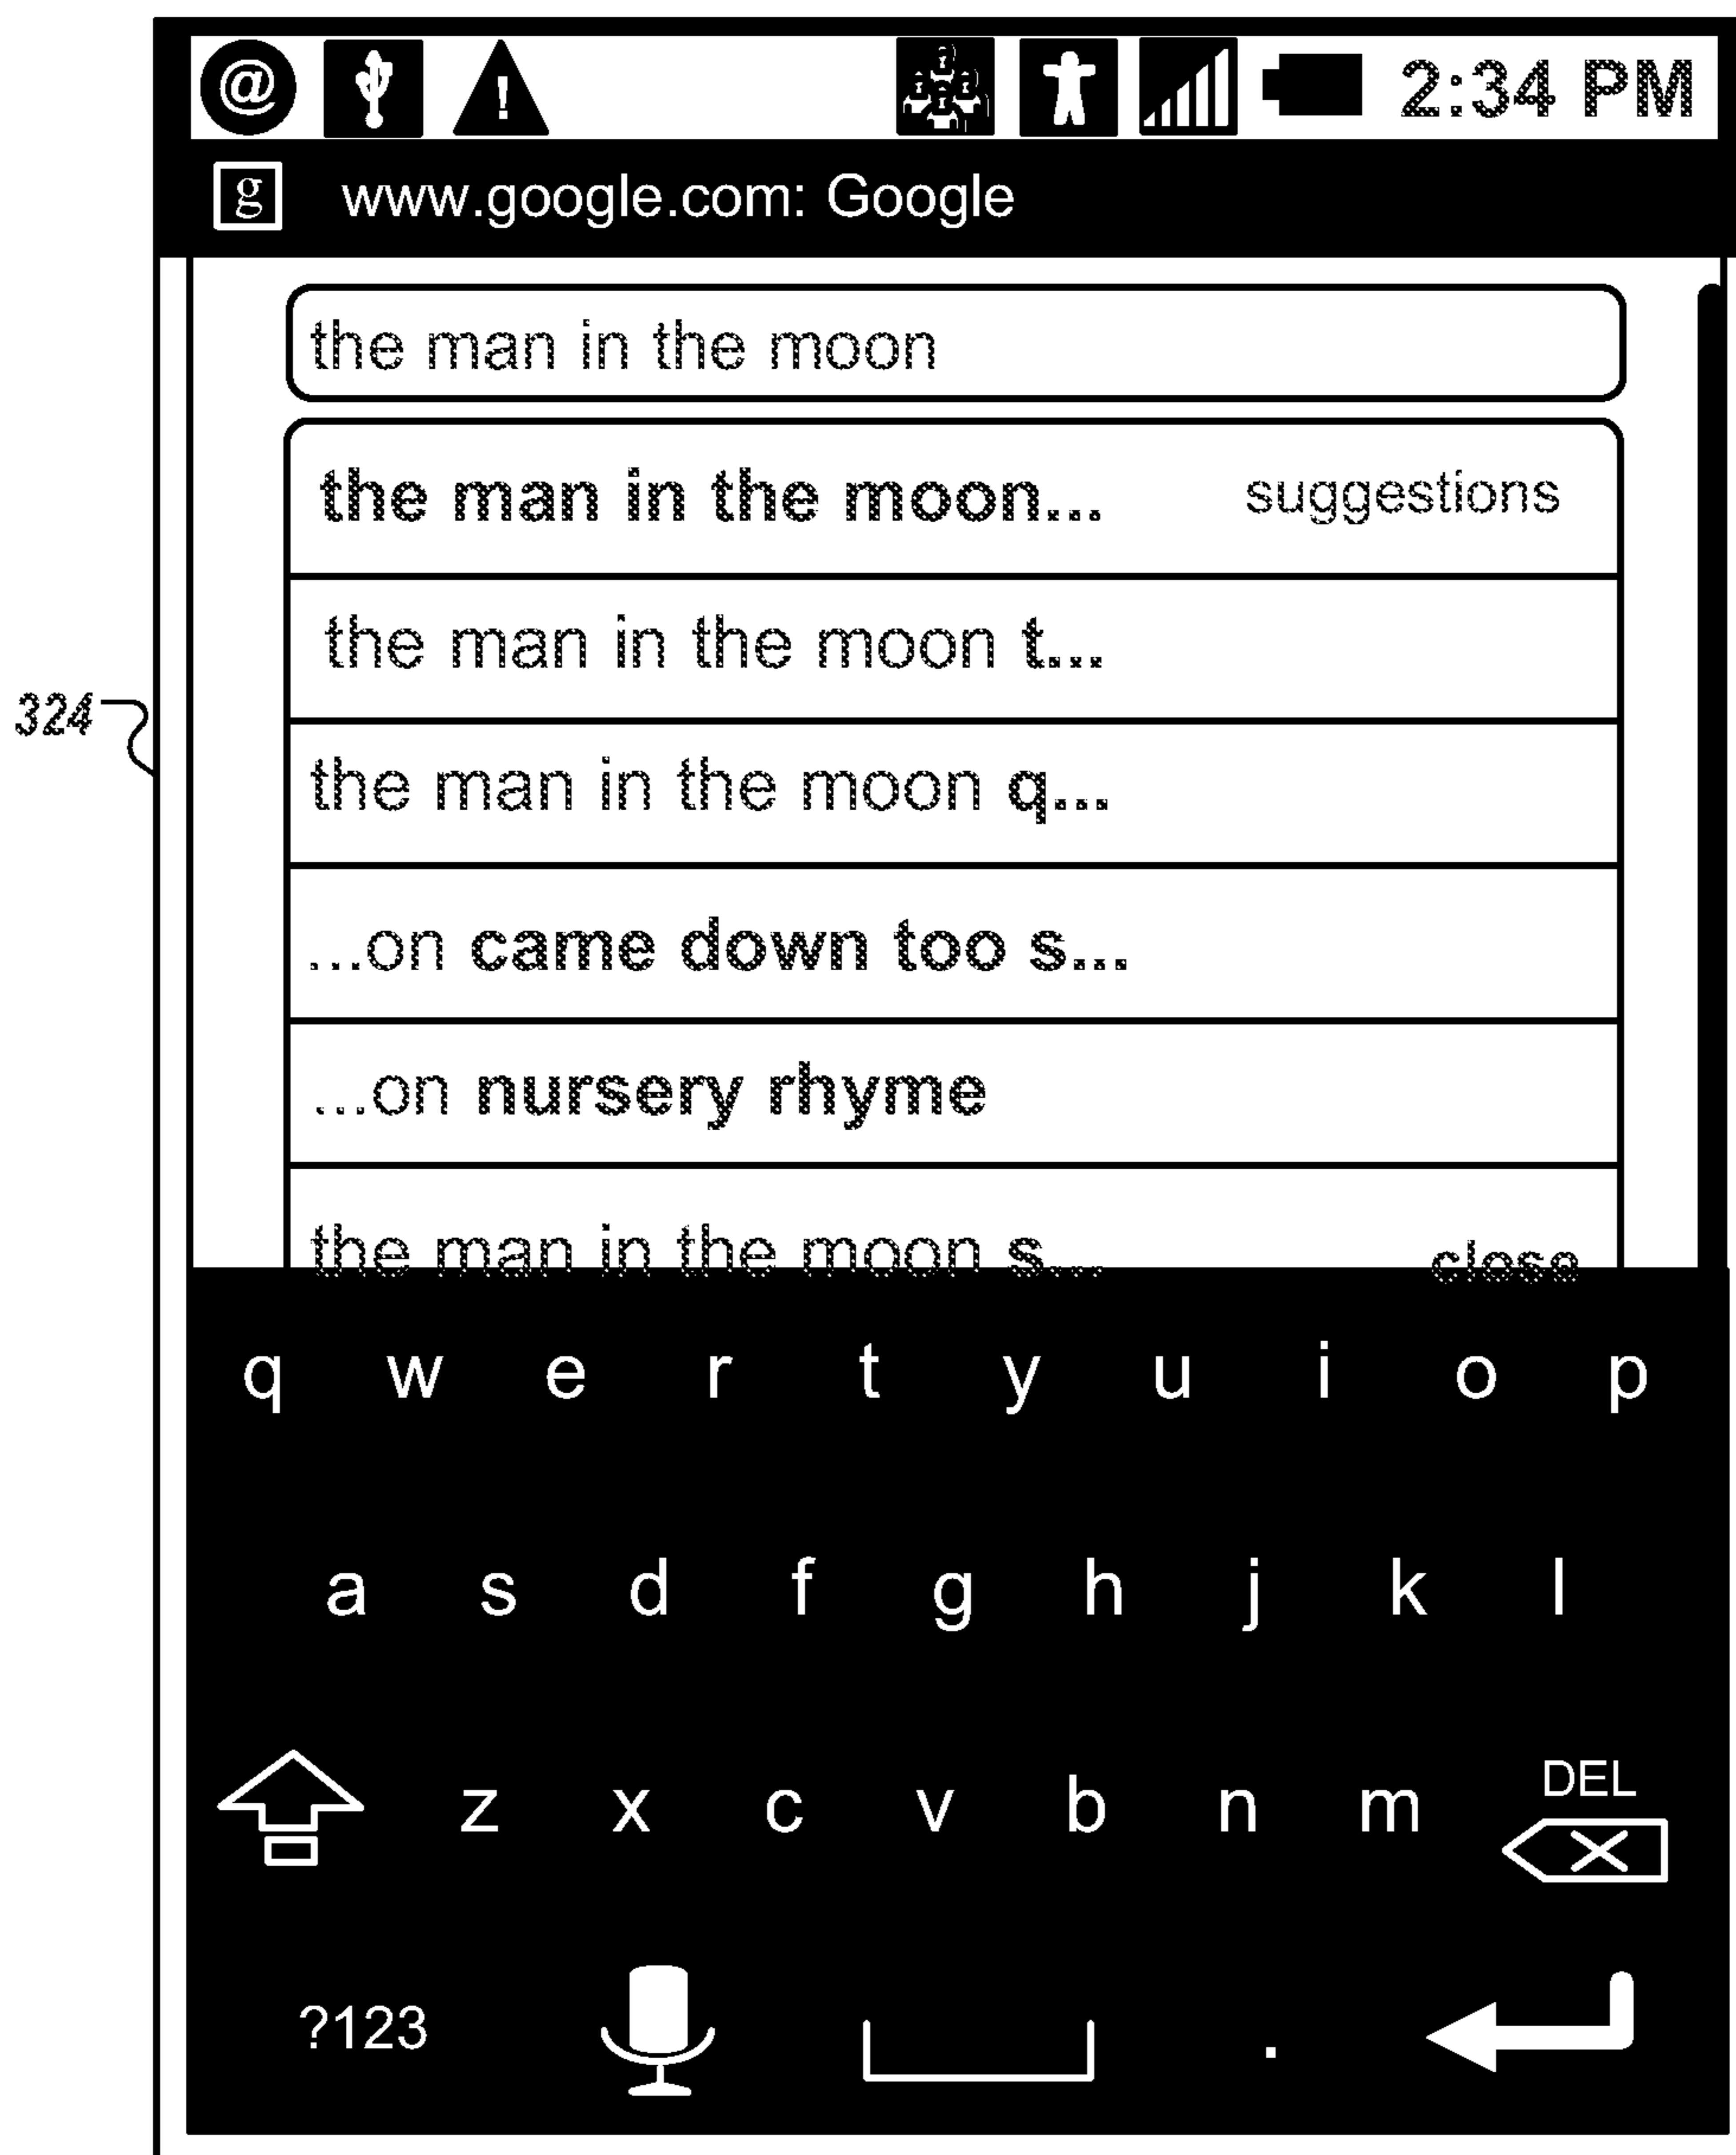 @ ! 2:34 PM
g www.google.com: Google
the man in the moon
the man in the moon... suggestions
the man in the moon t...
324
the man in the moon q...
...on came down too s...
...on nursery rhyme
the man in the moon s... close
q w e r t y u i o p
a s d f g h j k l
DEL
z x c v b n m
?123 .